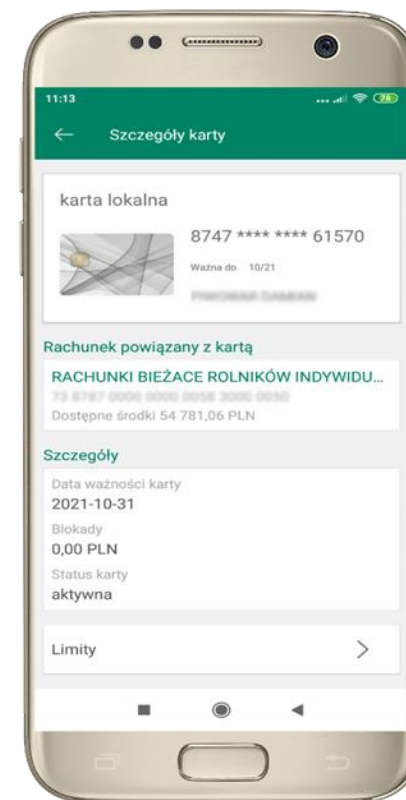 11:13
78
Szczegóły karty
karta lokalna
8747 **** **** 61570
Ważna do 10/21
Rachunek powiązany z kartą
RACHUNKI BIEŻACE ROLNIKÓW INDYWIDU...
Dostępne środki 54 781,06 PLN
Szczegóły
Data ważności karty
2021-10-31
Blokady
0,00 PLN
Status karty
aktywna
Limity